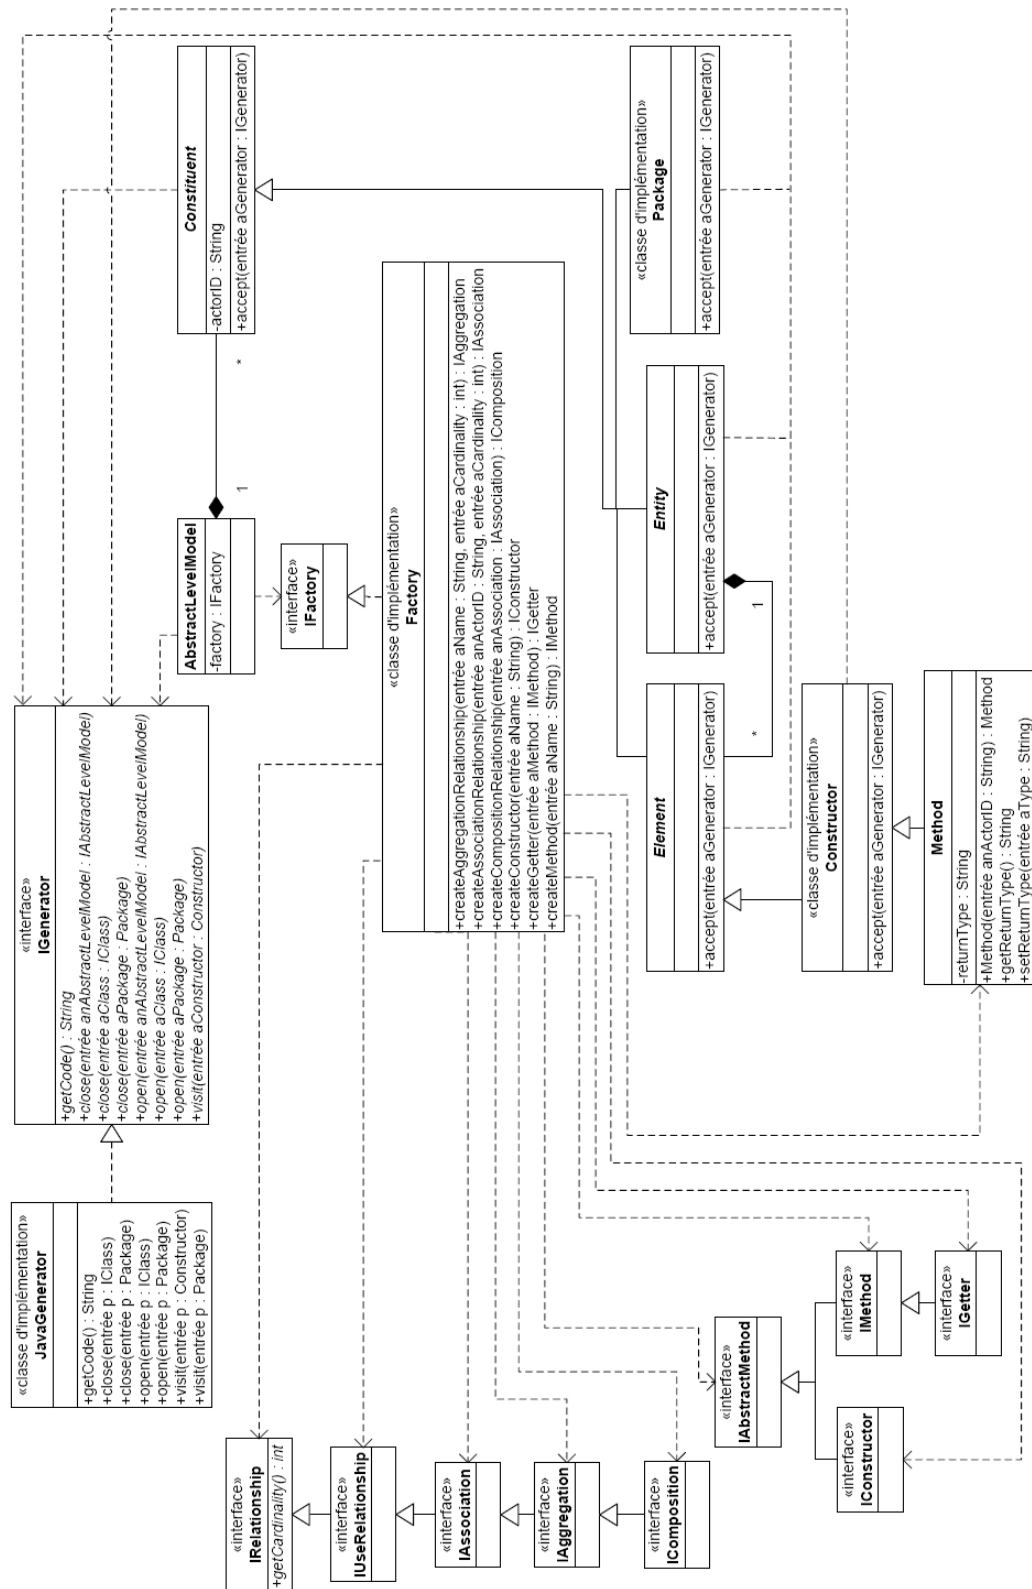 «interface»
IGenerator
+getCode() : String
+close(entrée anAbstractLevelModel : IAbstractLevelModel)
+close(entrée aClass : IClass)
+close(entrée aPackage : Package)
+open(entrée anAbstractLevelModel : IAbstractLevelModel)
+open(entrée aClass : IClass)
+open(entrée aPackage : Package)
+visit(entrée aConstructor : Constructor)
«classe d'implémentation»
JavaGenerator
+getCode() : String
+close(entrée p : IClass)
+close(entrée p : Package)
+open(entrée p : IClass)
+open(entrée p : Package)
+visit(entrée p : Constructor)
+visit(entrée p : Package)
Constituent
-actorID : String
+accept(entrée aGenerator : IGenerator)
*
1
AbstractLevelModel
-factory : IFactory
«interface»
IFactory
«classe d'implémentation»
Factory
+createAggregationRelationship(entrée aName : String, entrée aCardinality : int) : IAggregation
+createAssociationRelationship(entrée anActorID : String, entrée aCardinality : int) : IAssociation
+createCompositionRelationship(entrée anAssociation : IAssociation) : IComposition
+createConstructor(entrée aName : String) : IConstructor
+createGetter(entrée aMethod : IMethod) : IGetter
+createMethod(entrée aName : String) : IMethod
«interface»
IRelationship
+getCardinality() : int
«interface»
IUseRelationship
«interface»
IAssociation
«interface»
IAggregation
«interface»
IComposition
«classe d'implémentation»
Package
+accept(entrée aGenerator : IGenerator)
Entity
+accept(entrée aGenerator : IGenerator)
1
*
Element
+accept(entrée aGenerator : IGenerator)
«classe d'implémentation»
Constructor
+accept(entrée aGenerator : IGenerator)
Method
-returnType : String
+Method(entrée anActorID : String) : Method
+getReturnType() : String
+setReturnType(entrée aType : String)
«interface»
IAbstractMethod
«interface»
IMethod
«interface»
IGetter
«interface»
IConstructor